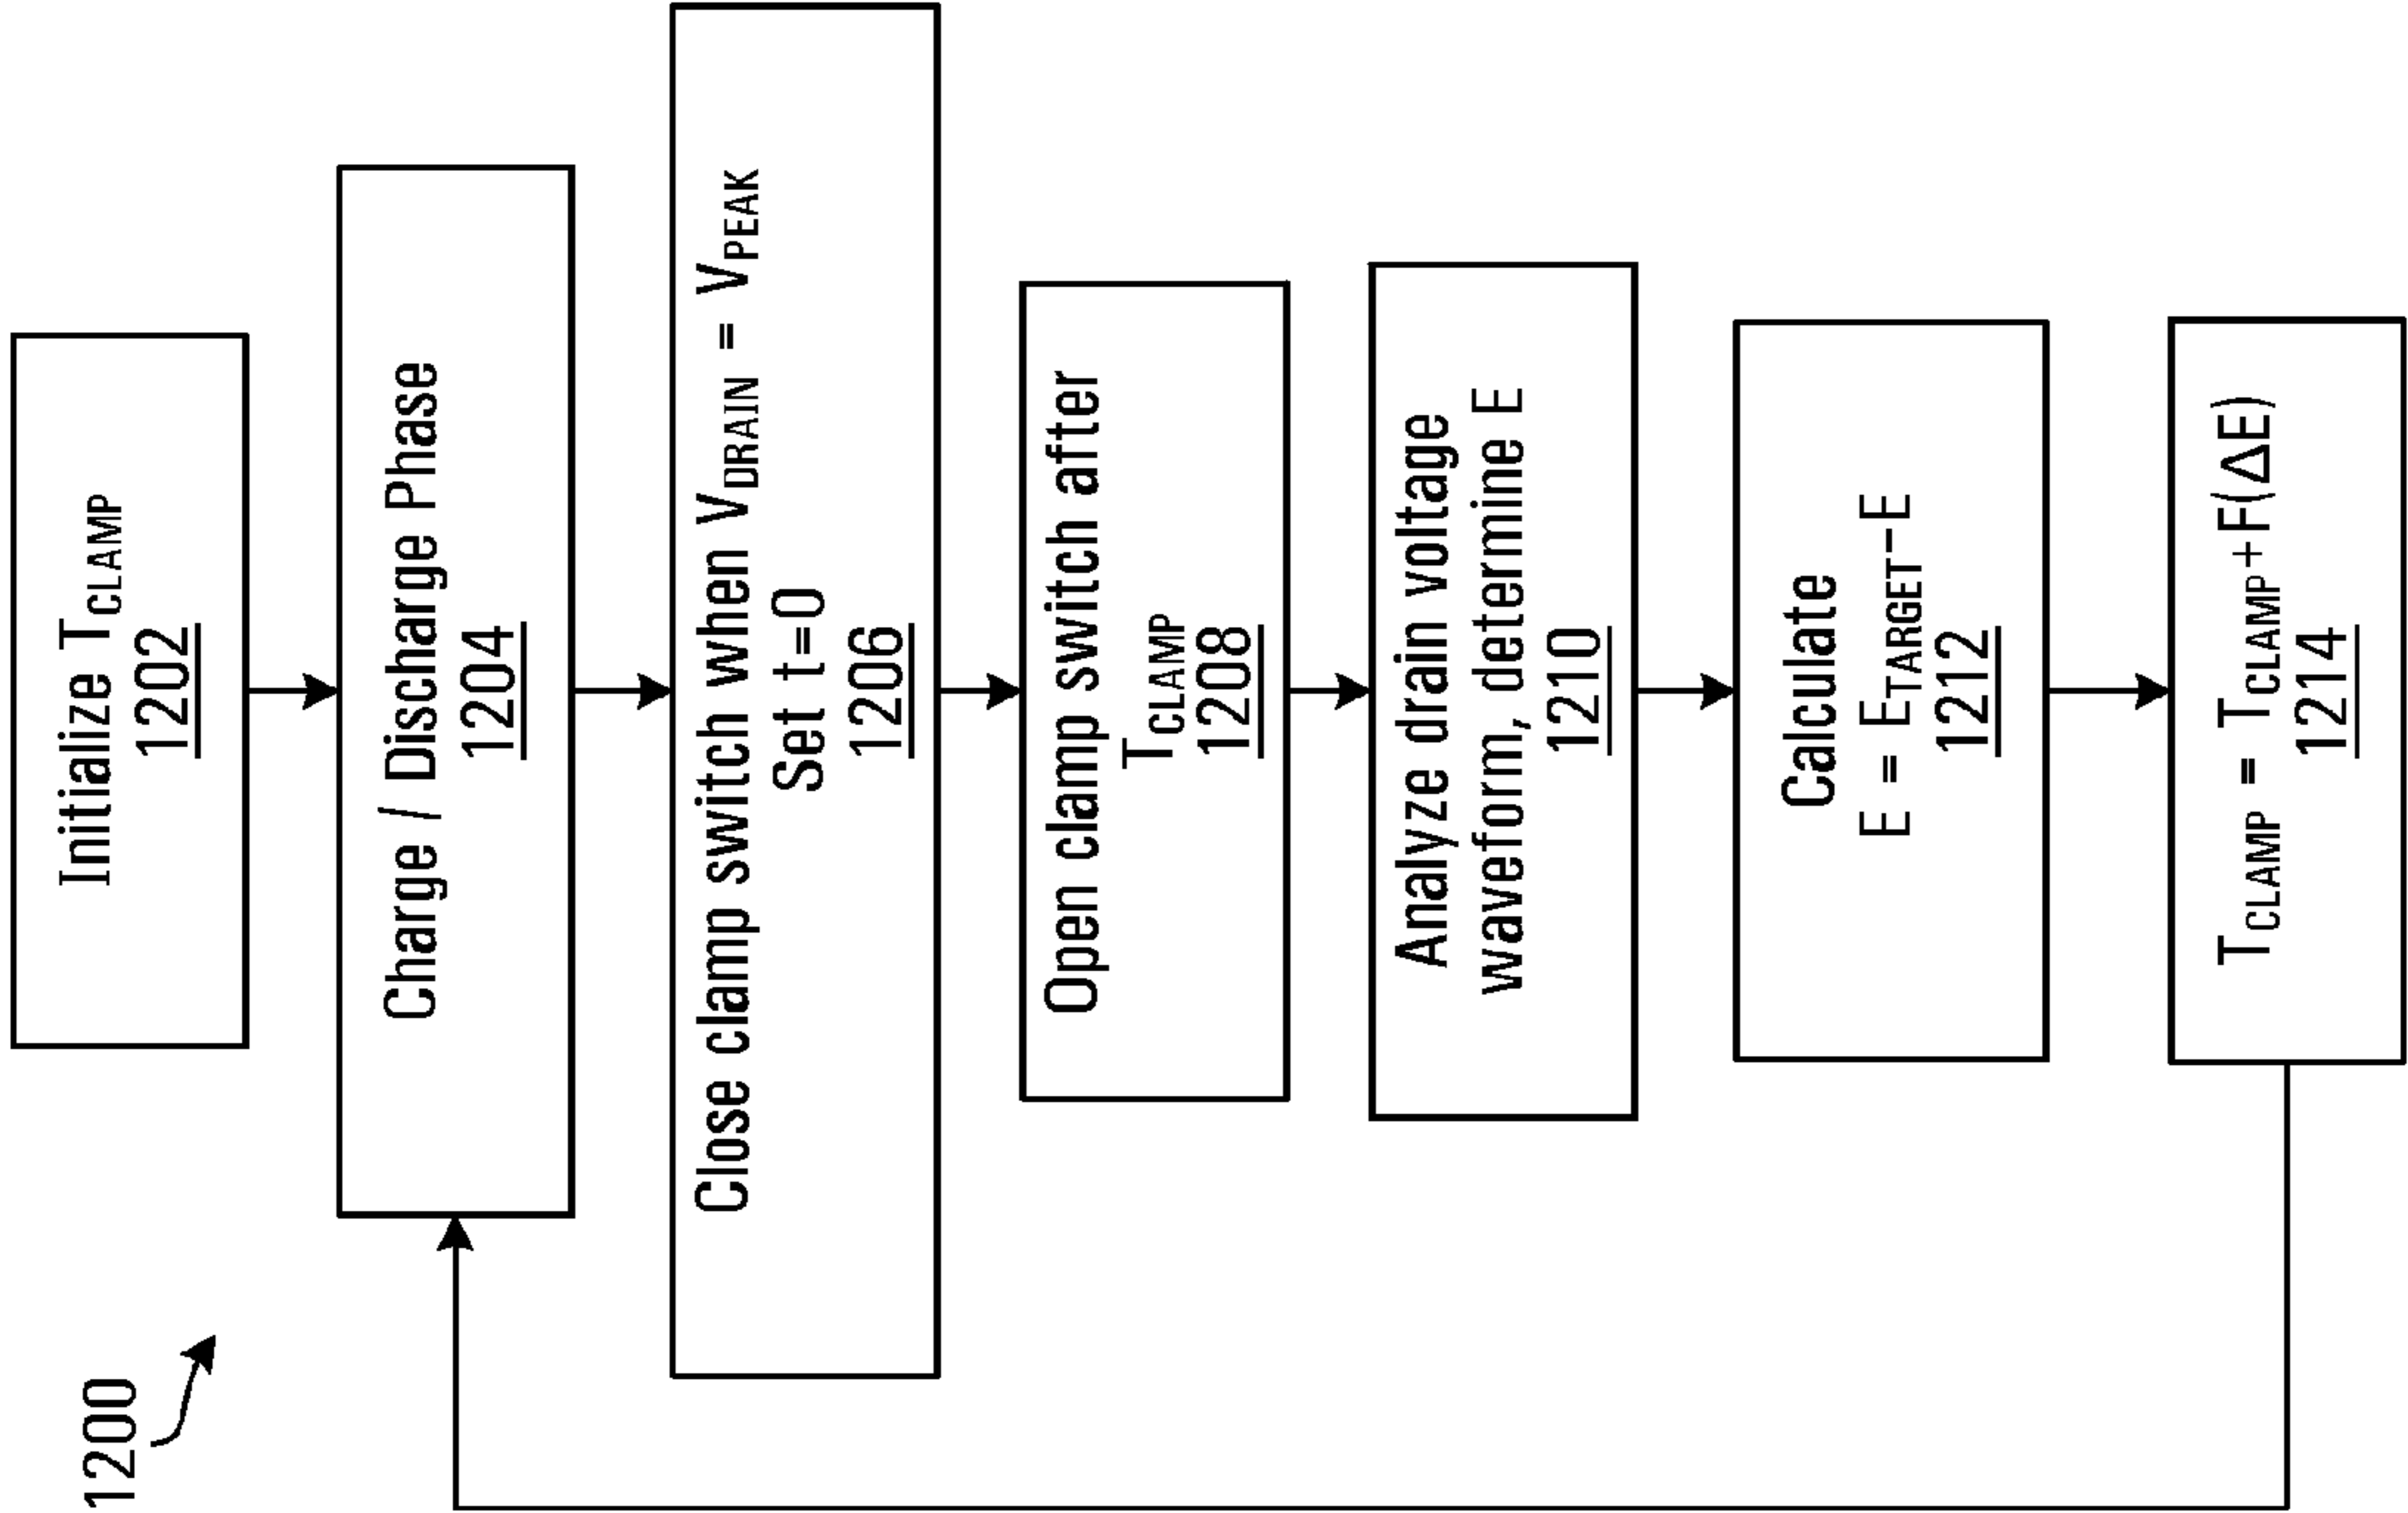 1200
Initialize TCLAMP
1202
Charge / Discharge Phase
1204
Close clamp switch when VDRAIN = VPEAK
Set t=0
1206
Open clamp switch after
TCLAMP
1208
Analyze drain voltage
waveform, determine E
1210
Calculate
E = ETARGET-E
1212
TCLAMP = TCLAMP+F(ΔE)
1214